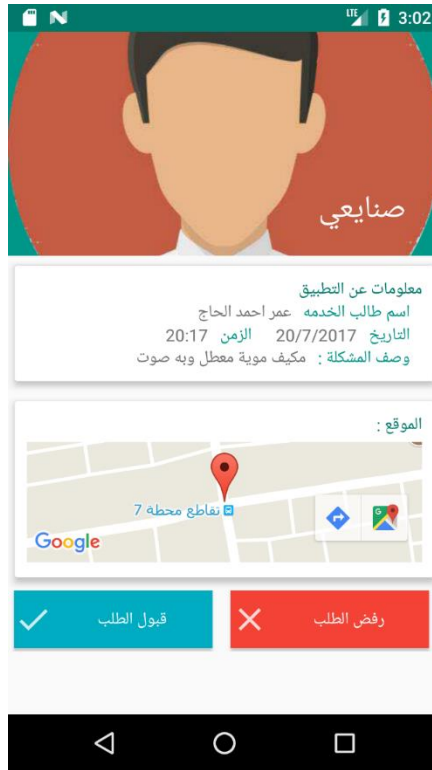 LTE 3:02
صنايعي
معلومات عن التطبيق
اسم طالب الخدمه عمر احمد الحاج
التاريخ 20/7/2017 الزمن 20:17
وصف المشكلة : مكيف موية معطل وبه صوت
الموقع :
تقاطع محطة 7
Google
رفض الطلب
قبول الطلب